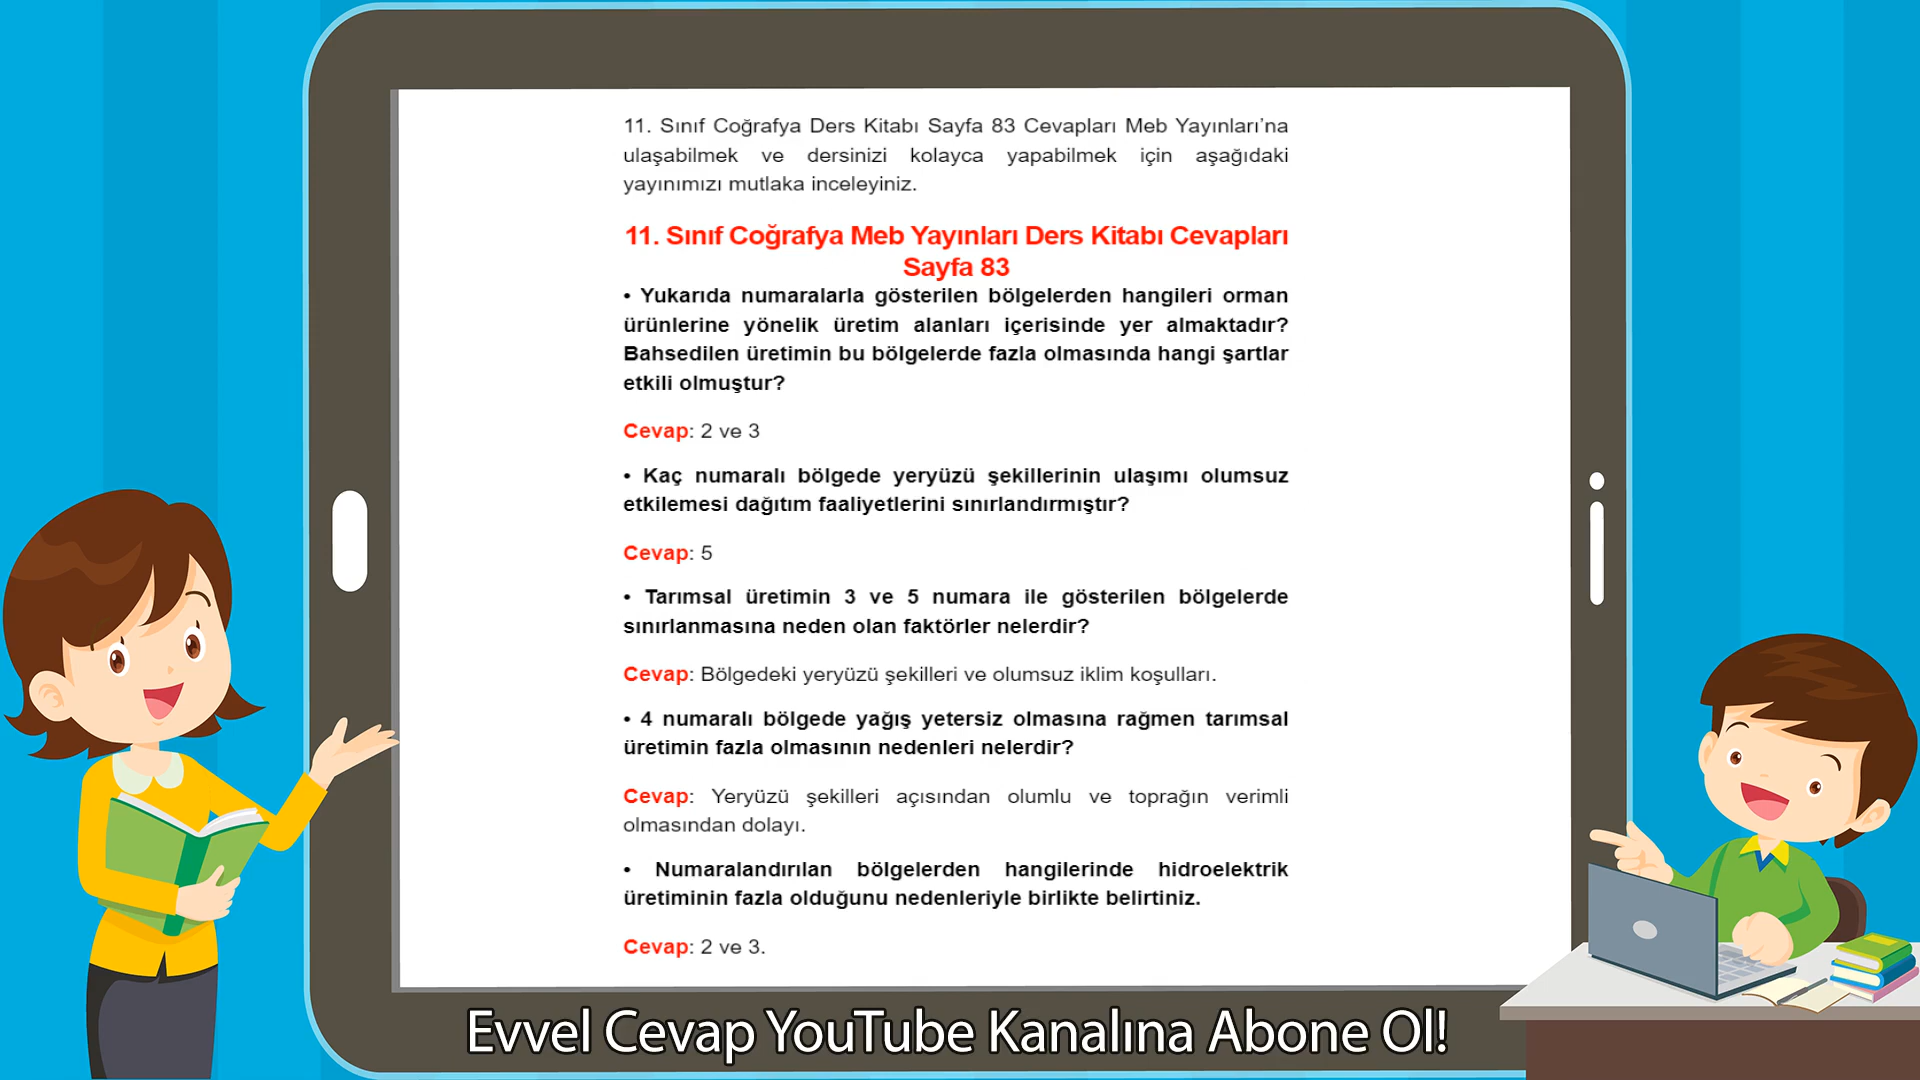 11. Sınıf Coğrafya Ders Kitabı Sayfa 83 Cevapları Meb Yayınları'na
ulaşabilmek ve dersinizi kolayca yapabilmek için aşağıdaki
yayınımızı mutlaka inceleyiniz.
11. Sınıf Coğrafya Meb Yayınları Ders Kitabı Cevapları
Sayfa 83
• Yukarıda numaralarla gösterilen bölgelerden hangileri orman
ürünlerine yönelik üretim alanları içerisinde yer almaktadır?
Bahsedilen üretimin bu bölgelerde fazla olmasında hangi şartlar
etkili olmuştur?
Cevap: 2 ve 3
• Kaç numaralı bölgede yeryüzü şekillerinin ulaşımı olumsuz
etkilemesi dağıtım faaliyetlerini sınırlandırmıştır?
Cevap: 5
• Tarımsal üretimin 3 ve 5 numara ile gösterilen bölgelerde
sınırlanmasına neden olan faktörler nelerdir?
Cevap: Bölgedeki yeryüzü şekilleri ve olumsuz iklim koşulları.
• 4 numaralı bölgede yağış yetersiz olmasına rağmen tarımsal
üretimin fazla olmasının nedenleri nelerdir?
Cevap: Yeryüzü şekilleri açısından olumlu ve toprağın verimli
olmasından dolayı.
• Numaralandırılan bölgelerden hangilerinde hidroelektrik
üretiminin fazla olduğunu nedenleriyle birlikte belirtiniz.
Cevap: 2 ve 3.
Evvel Cevap YouTube Kanalına Abone Ol!